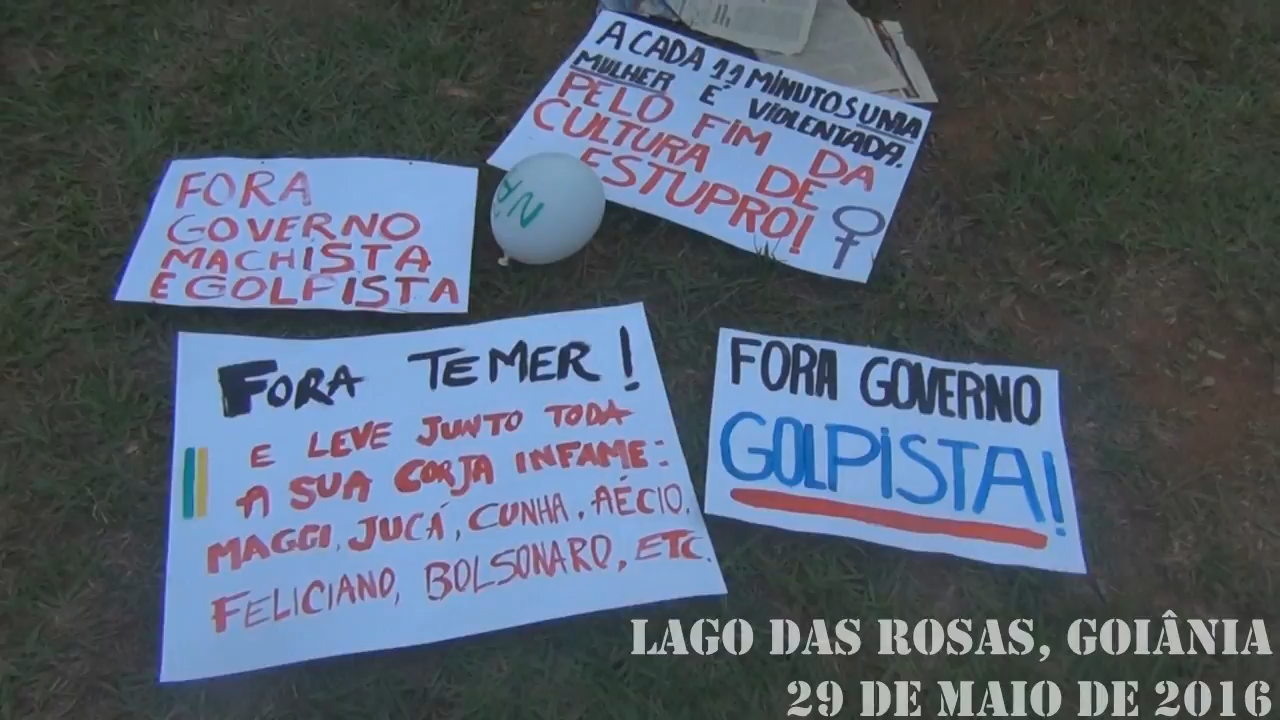 A CADA 11 MINUTOS UMA
MULHER É VIOLENTADA.
PELO FIM DA
CULTURA DE
ESTUPRO!
FORA
GOVERNO
MACHISTA
E GOLFISTA
FORA TEMER!
E LEVE JUNTO TODA
A SUA CORJA INFAME:
MAGGI, JUCÁ, CUNHA, AÉCIO,
FELICIANO, BOLSONARO, ETC.
FORA GOVERNO
GOLPISTA!
LAGO DAS ROSAS, GOIÂNIA
29 DE MAIO DE 2016